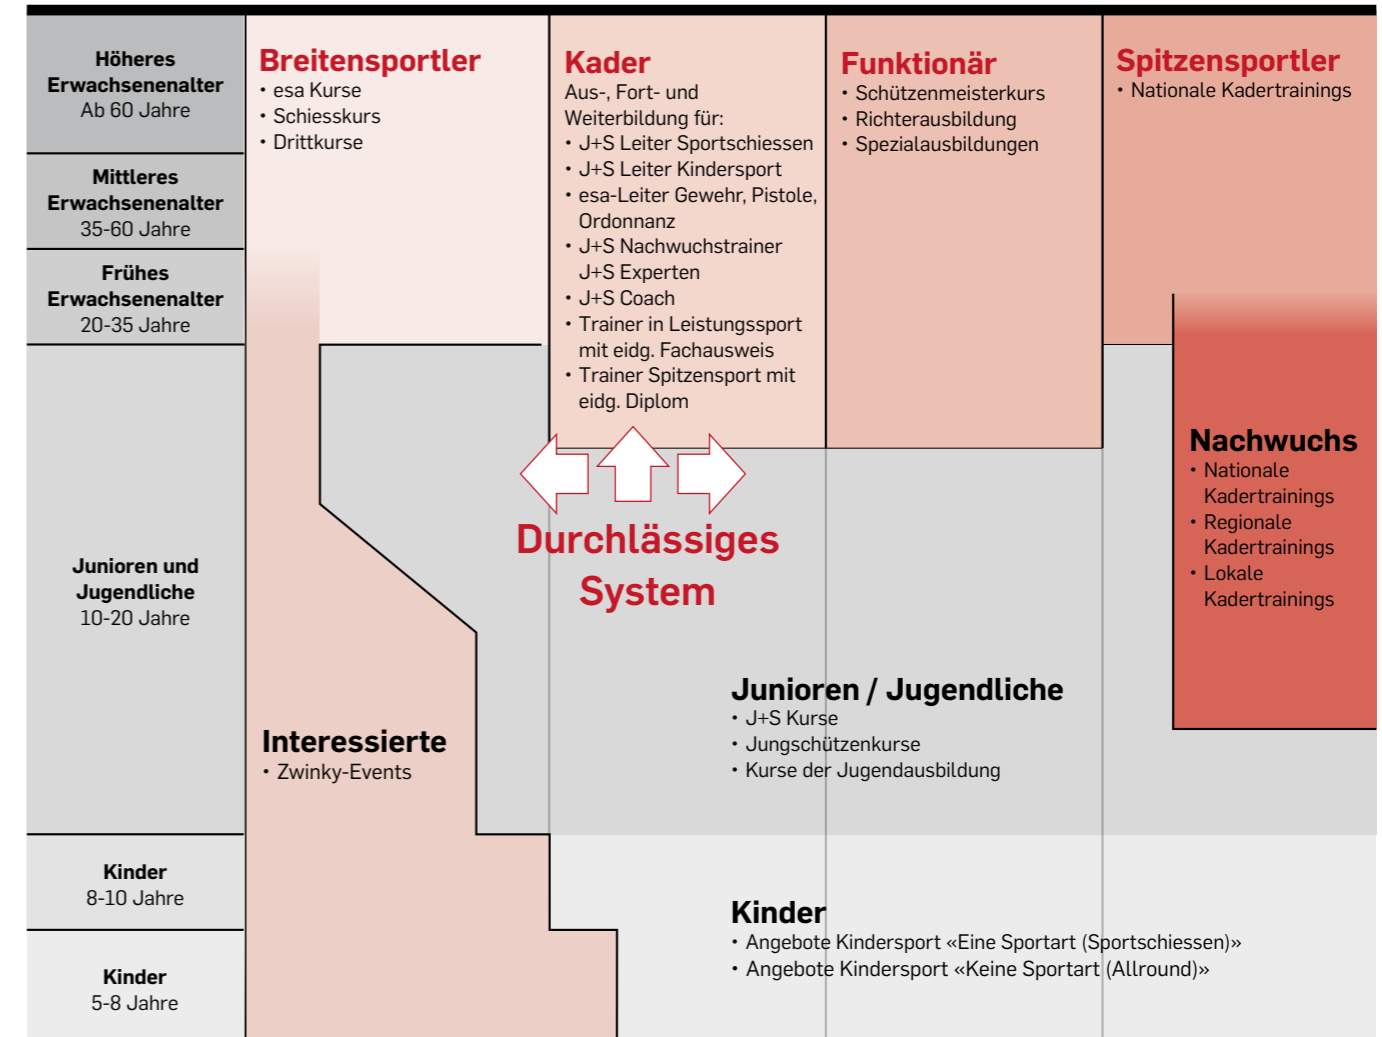 Höheres
Erwachsenenalter
Ab 60 Jahre
Mittleres
Erwachsenenalter
35-60 Jahre
Frühes
Erwachsenenalter
20-35 Jahre
Junioren und
Jugendliche
10-20 Jahre
Kinder
8-10 Jahre
Kinder
5-8 Jahre
Breitensportler
• esa Kurse
• Schiesskurs
• Drittkurse
Kader
Aus-, Fort- und
Weiterbildung für:
• J+S Leiter Sportschiessen
• J+S Leiter Kindersport
• esa-Leiter Gewehr, Pistole,
Ordonnanz
• J+S Nachwuchstrainer
J+S Experten
• J+S Coach
• Trainer in Leistungssport
mit eidg. Fachausweis
• Trainer Spitzensport mit
eidg. Diplom
Funktionär
• Schützenmeisterkurs
• Richterausbildung
• Spezialausbildungen
Spitzensportler
• Nationale Kadertrainings
Nachwuchs
• Nationale
Kadertrainings
• Regionale
Kadertrainings
• Lokale
Kadertrainings
Durchlässiges
System
Junioren / Jugendliche
• J+S Kurse
• Jungschützenkurse
• Kurse der Jugendausbildung
Interessierte
• Zwinky-Events
Kinder
• Angebote Kindersport «Eine Sportart (Sportschiessen)»
• Angebote Kindersport «Keine Sportart (Allround)»